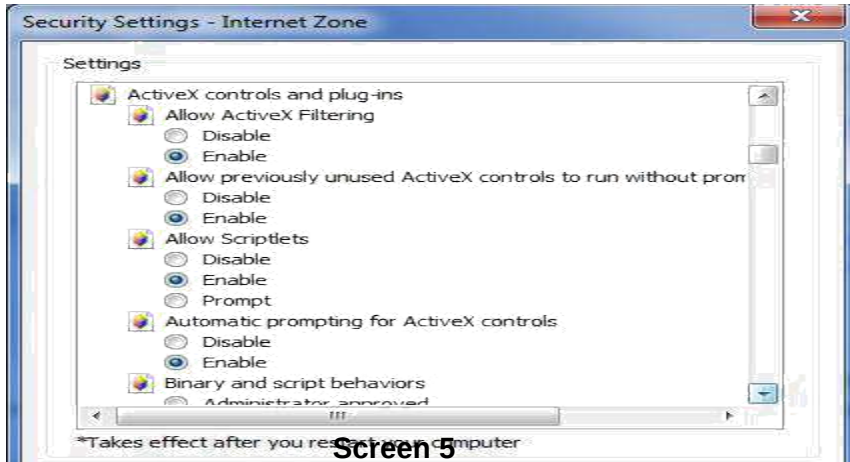 Security Settings - Internet Zone
Settings
ActiveX controls and plug-ins
Allow ActiveX Filtering
Disable
Enable
Allow previously unused ActiveX controls to run without pron
Disable
Enable
Allow Scriptlets
Disable
Enable
Prompt
Automatic prompting for ActiveX controls
Disable
Enable
Binary and script behaviors
Administrator approved
*Takes effect after you restart your computer
Screen 5